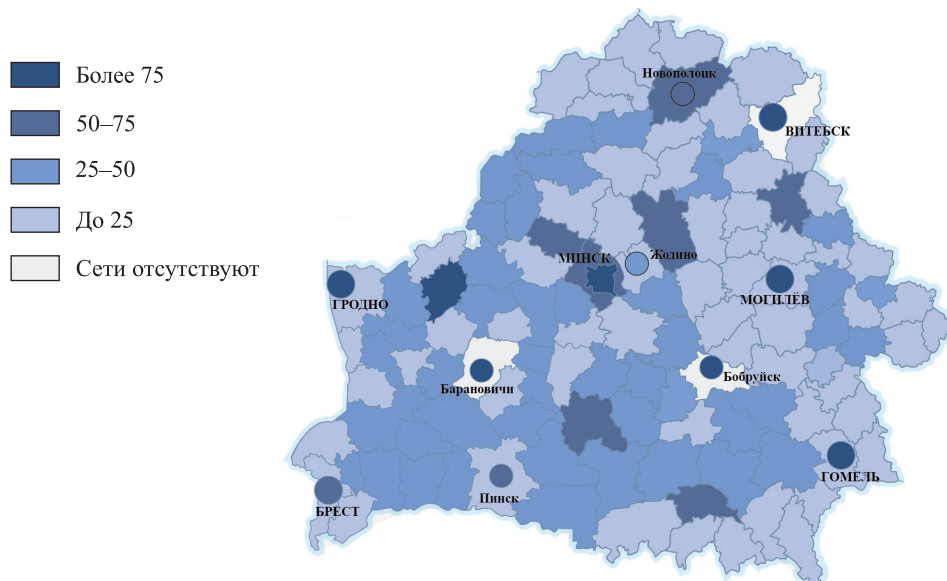 Более 75
50–75
25–50
До 25
Сети отсутствуют
Новополоцк
ВИТЕБСК
МИНСК
Жодино
ГРОДНО
МОГИЛЁВ
Барановичи
Бобруйск
Пинск
ГОМЕЛЬ
БРЕСТ